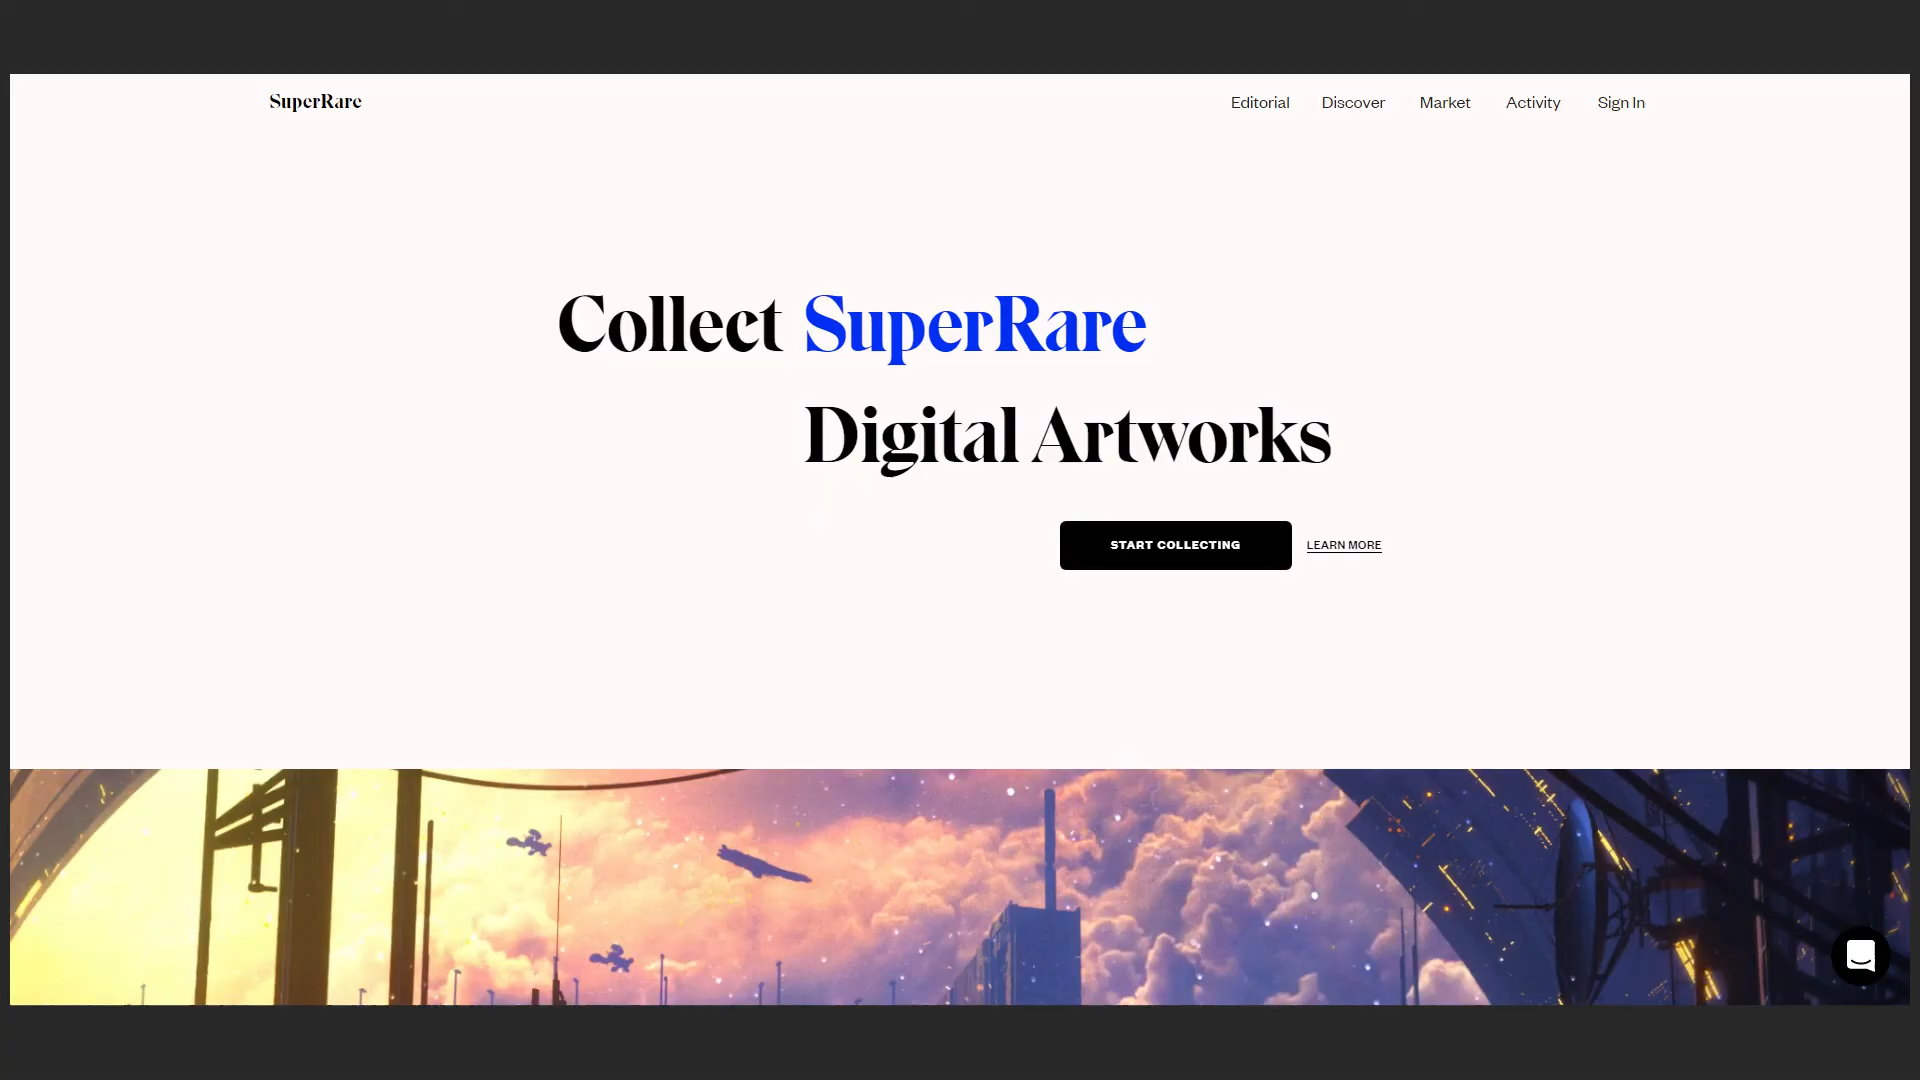 SuperRare
Editorial Discover Market Activity Sign In
Collect SuperRare
Digital Artworks
START COLLECTING LEARN MORE